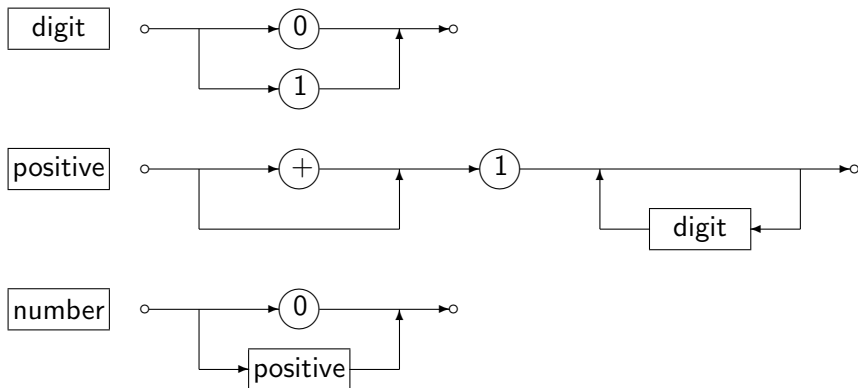 digit 0
1
positive + 1
digit
number 0
positive